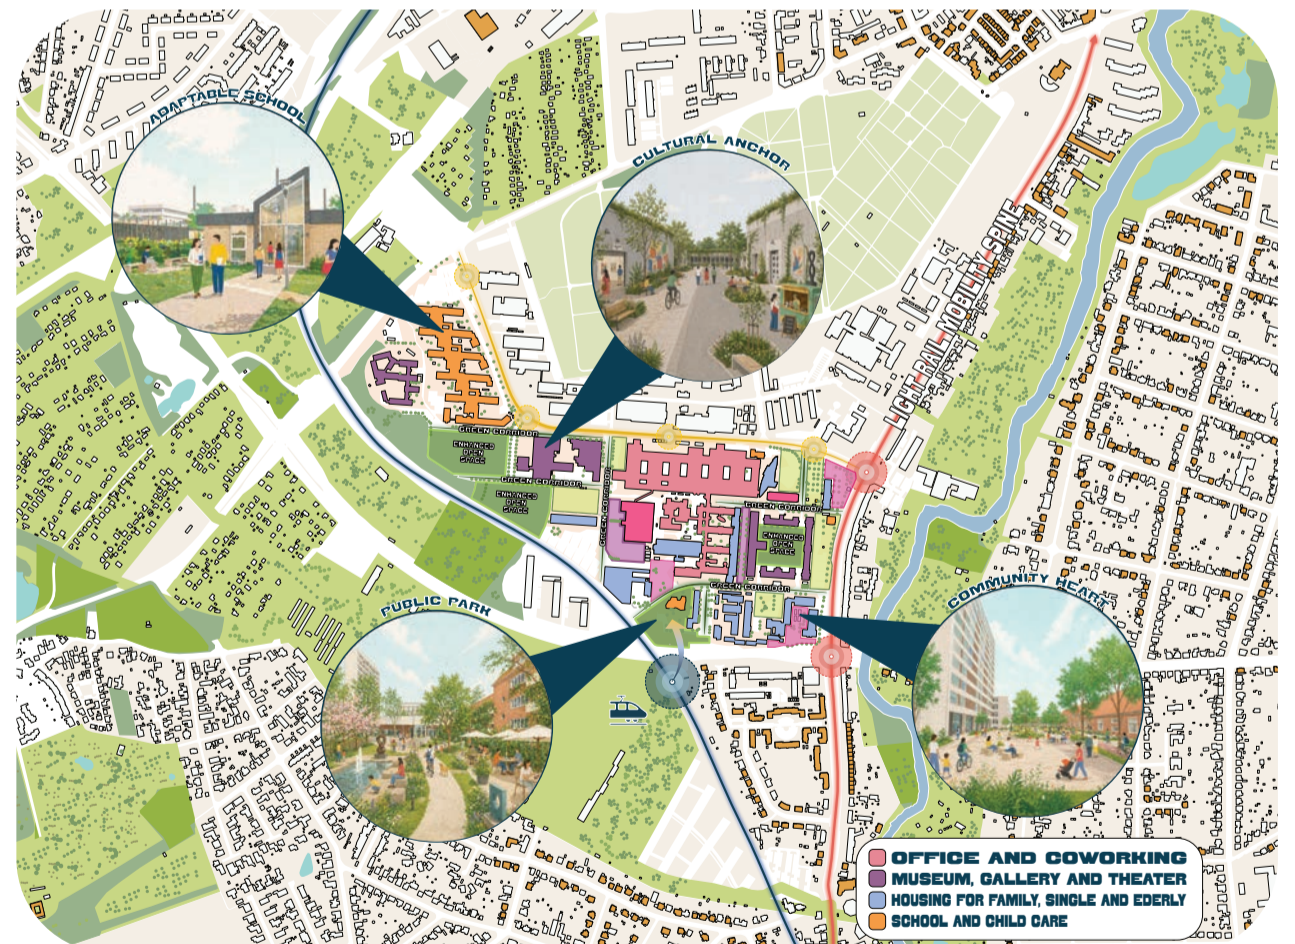 ADAPTABLE SCHOOL
CULTURAL ANCHOR
LIGHT RAIL MOBILITY SPINE
GREEN CORRIDOR
ENHANCED
OPEN
SPACE
GREEN CORRIDOR
ENHANCED
OPEN
SPACE
GREEN CORRIDOR
GREEN CORRIDOR
ENHANCED
OPEN
SPACE
GREEN CORRIDOR
PUBLIC PARK
COMMUNITY HEART
OFFICE AND COWORKING
MUSEUM, GALLERY AND THEATER
HOUSING FOR FAMILY, SINGLE AND EDERLY
SCHOOL AND CHILD CARE